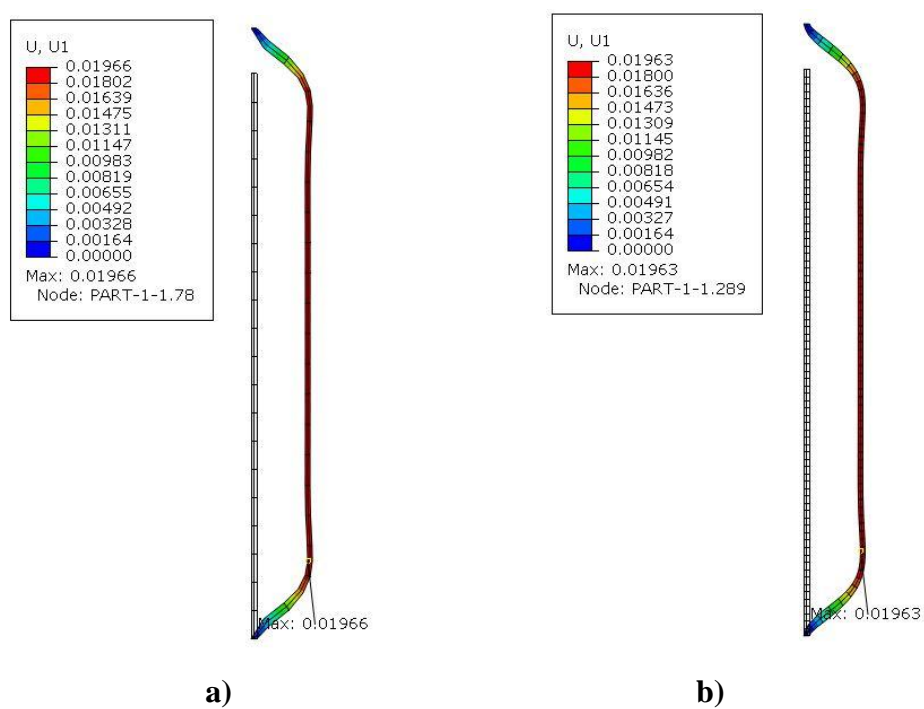 U, U1
0.01966
0.01802
0.01639
0.01475
0.01311
0.01147
0.00983
0.00819
0.00655
0.00492
0.00328
0.00164
0.00000
Max: 0.01966
Node: PART-1-1.78
Max: 0.01966
a)
U, U1
0.01963
0.01800
0.01636
0.01473
0.01309
0.01145
0.00982
0.00818
0.00654
0.00491
0.00327
0.00164
0.00000
Max: 0.01963
Node: PART-1-1.289
Max: 0.01963
b)